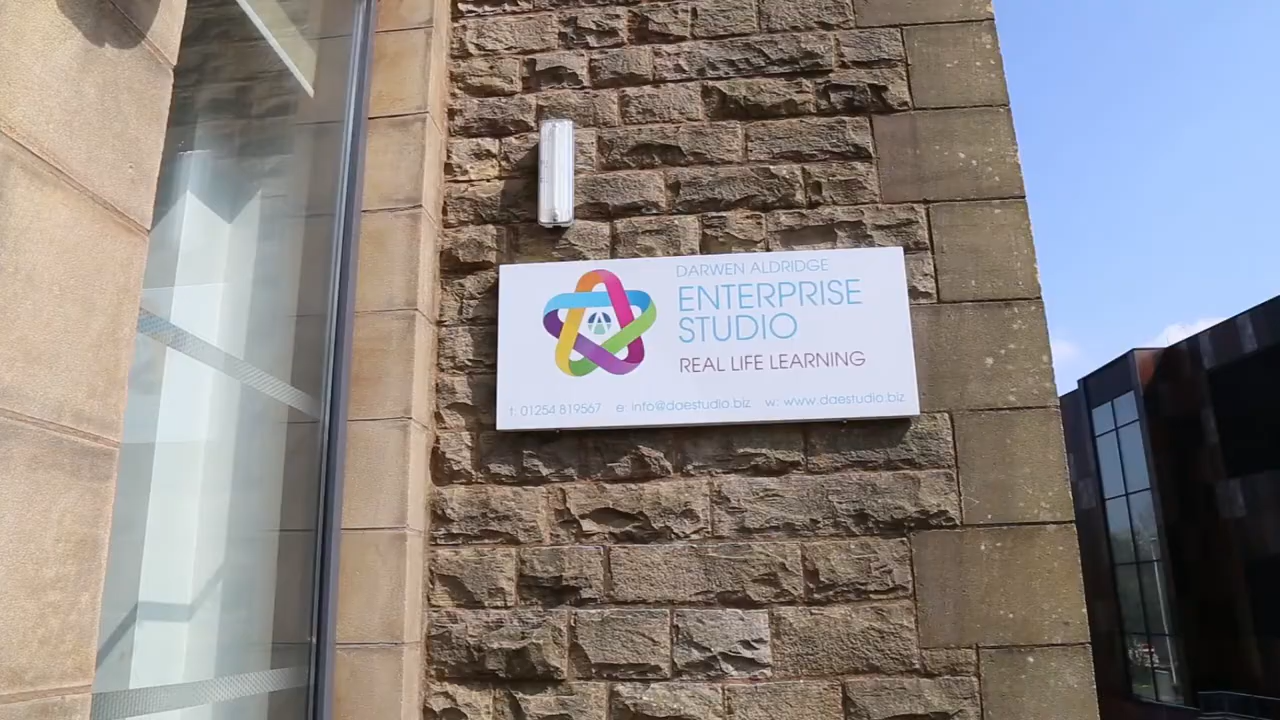 DARWEN ALDRIDGE
ENTERPRISE
STUDIO
REAL LIFE LEARNING
t: 01254 819567 e: info@daestudio.biz w: www.daestudio.biz